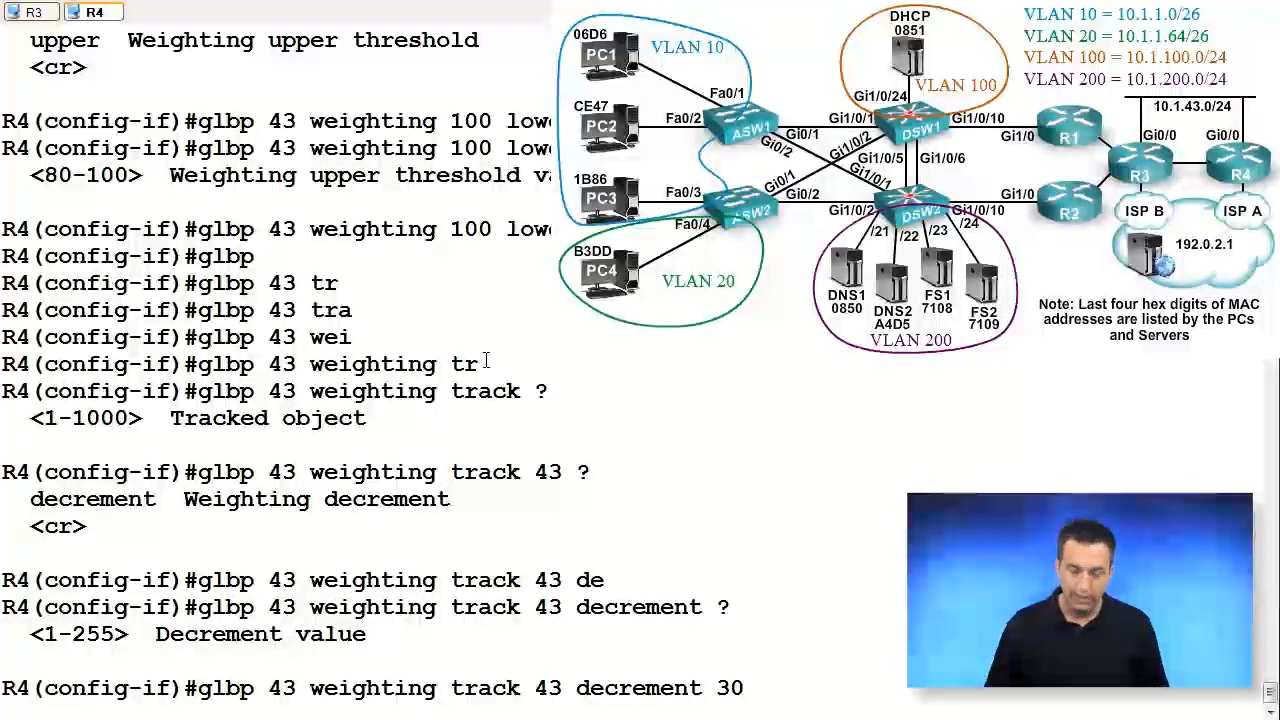 R3
R4
upper  Weighting upper threshold
<cr>
R4(config-if)#glbp 43 weighting 100
R4(config-if)#glbp 43 weighting 100
<80-100>  Weighting upper threshold
R4(config-if)#glbp 43 weighting 100
R4(config-if)#glbp
R4(config-if)#glbp 43 tr
R4(config-if)#glbp 43 tra
R4(config-if)#glbp 43 wei
R4(config-if)#glbp 43 weighting tr
R4(config-if)#glbp 43 weighting track ?
<1-1000>  Tracked object
R4(config-if)#glbp 43 weighting track 43 ?
decrement  Weighting decrement
<cr>
R4(config-if)#glbp 43 weighting track 43 de
R4(config-if)#glbp 43 weighting track 43 decrement ?
<1-255>  Decrement value
R4(config-if)#glbp 43 weighting track 43 decrement 30
06D6
PC1
VLAN 10
Fa0/1
CE47
PC2
Fa0/2
ASW1
Gi0/1
Gi0/2
1B86
PC3
Fa0/3
ASW2
Gi0/1
Gi0/2
Fa0/4
B3DD
PC4
VLAN 20
DHCP
0851
Gi1/0/24
VLAN 100
Gi1/0/1
DSW1
Gi1/0/10
Gi1/0/2
Gi1/0/5
Gi1/0/6
Gi1/0/1
Gi1/0/2
DSW2
Gi1/0/10
/21
/22
/23
/24
DNS1
0850
DNS2
A4D5
FS1
7108
FS2
7109
VLAN 200
VLAN 10 = 10.1.1.0/26
VLAN 20 = 10.1.1.64/26
VLAN 100 = 10.1.100.0/24
VLAN 200 = 10.1.200.0/24
10.1.43.0/24
Gi1/0
R1
Gi0/0
Gi0/0
R3
R4
Gi1/0
R2
ISP B
ISP A
192.0.2.1
Note: Last four hex digits of MAC
addresses are listed by the PCs
and Servers